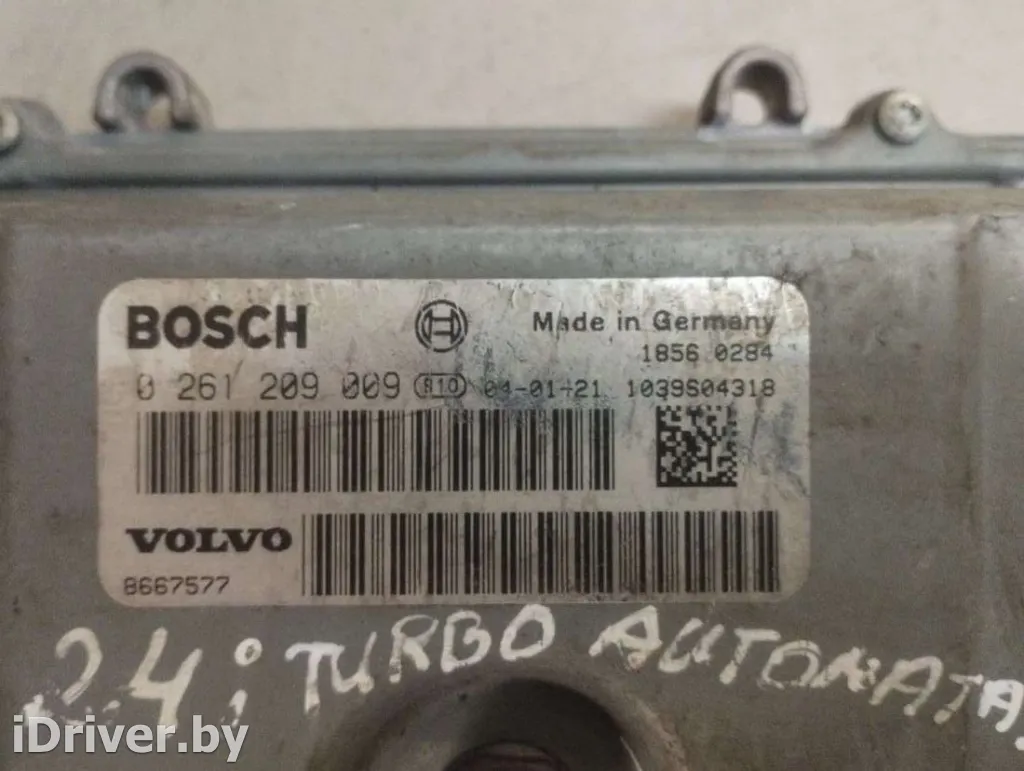 BOSCH
Made in Germany
1856 0284
0 261 209 009 R10 04-01-21 1039S04318
VOLVO
8667577
2.4i TURBO AUTOMATA
iDriver.by